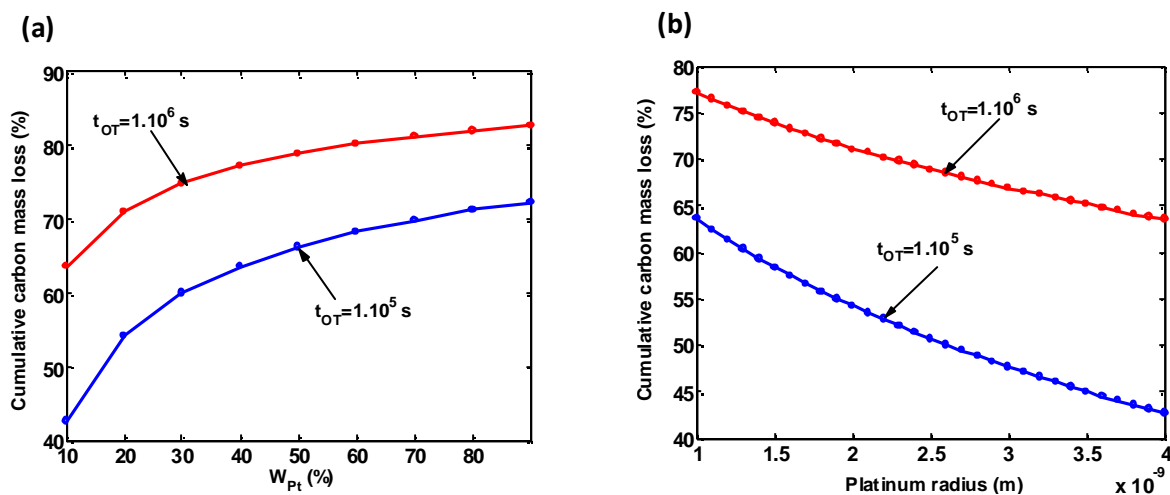 (a)
Cumulative carbon mass loss (%)
90
80
70
60
50
40
t_OT=1.10^6 s
t_OT=1.10^5 s
10 20 30 40 50 60 70 80
W_Pt (%)
(b)
Cumulative carbon mass loss (%)
80
75
70
65
60
55
50
45
40
t_OT=1.10^6 s
t_OT=1.10^5 s
1 1.5 2 2.5 3 3.5 4
Platinum radius (m) x 10^-9